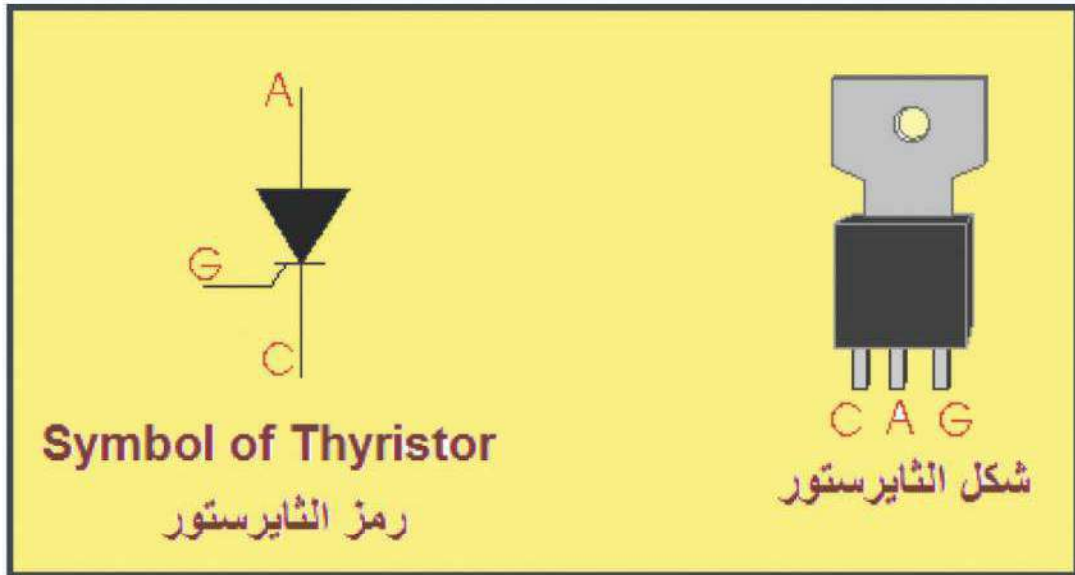 A
G
C
Symbol of Thyristor
رمز الثايرستور
C A G
شكل الثايرستور